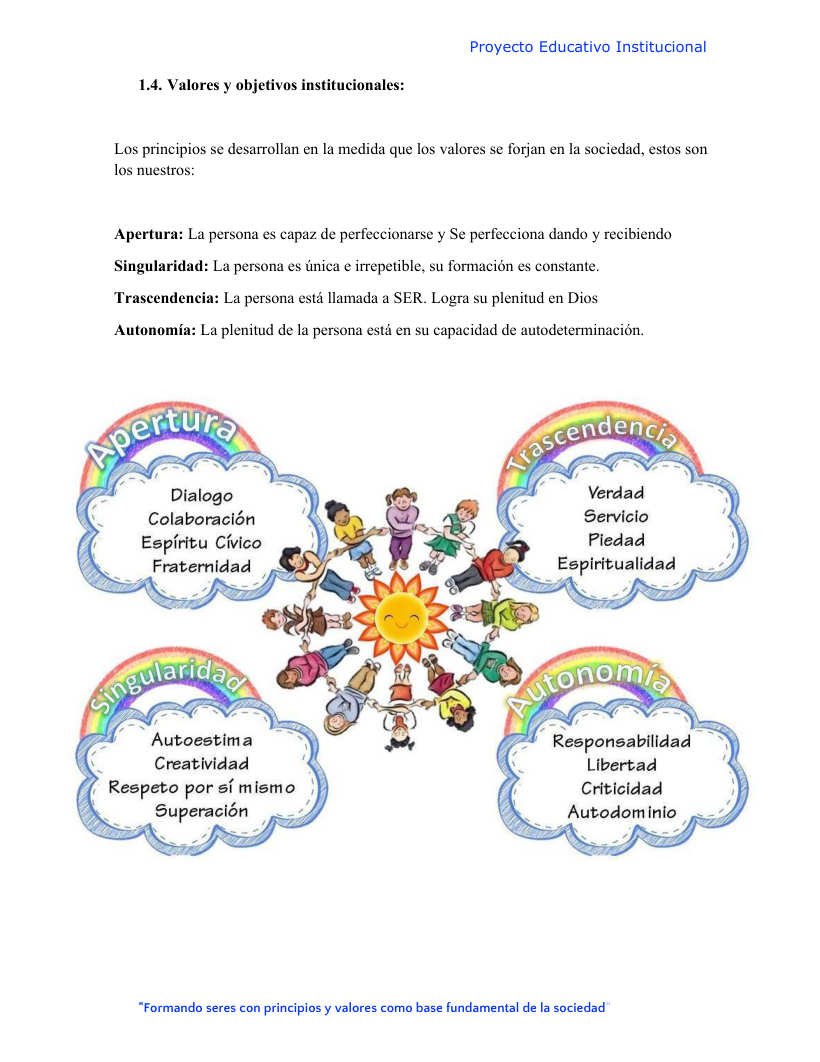 Proyecto Educativo Institucional
1.4. Valores y objetivos institucionales:
Los principios se desarrollan en la medida que los valores se forjan en la sociedad, estos son
los nuestros:
Apertura: La persona es capaz de perfeccionarse y Se perfecciona dando y recibiendo
Singularidad: La persona es única e irrepetible, su formación es constante.
Trascendencia: La persona está llamada a SER. Logra su plenitud en Dios
Autonomía: La plenitud de la persona está en su capacidad de autodeterminación.
Apertura
Dialogo
Colaboración
Espíritu Cívico
Fraternidad
Trascendencia
Verdad
Servicio
Piedad
Espiritualidad
Singularidad
Autoestima
Creatividad
Respeto por sí mismo
Superación
Autonomía
Responsabilidad
Libertad
Criticidad
Autodominio
"Formando seres con principios y valores como base fundamental de la sociedad"